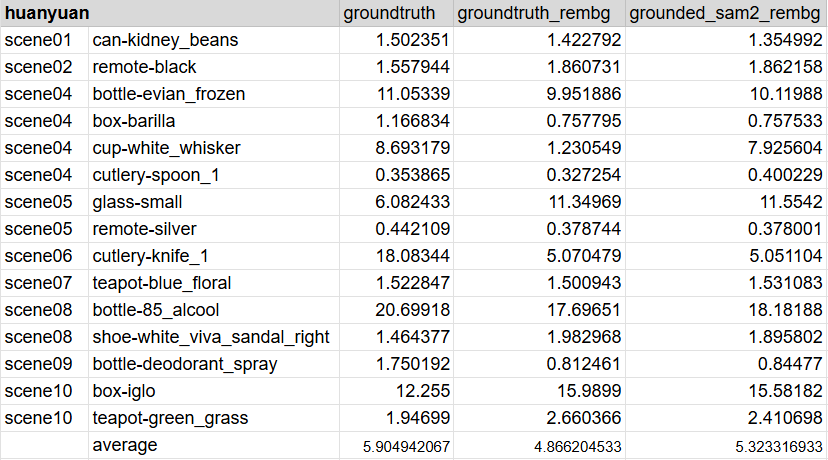 huanyuan groundtruth groundtruth_rembg grounded_sam2_rembg
scene01 can-kidney_beans 1.502351 1.422792 1.354992
scene02 remote-black 1.557944 1.860731 1.862158
scene04 bottle-evian_frozen 11.05339 9.951886 10.11988
scene04 box-barilla 1.166834 0.757795 0.757533
scene04 cup-white_whisker 8.693179 1.230549 7.925604
scene04 cutlery-spoon_1 0.353865 0.327254 0.400229
scene05 glass-small 6.082433 11.34969 11.5542
scene05 remote-silver 0.442109 0.378744 0.378001
scene06 cutlery-knife_1 18.08344 5.070479 5.051104
scene07 teapot-blue_floral 1.522847 1.500943 1.531083
scene08 bottle-85_alcool 20.69918 17.69651 18.18188
scene08 shoe-white_viva_sandal_right 1.464377 1.982968 1.895802
scene09 bottle-deodorant_spray 1.750192 0.812461 0.84477
scene10 box-iglo 12.255 15.9899 15.58182
scene10 teapot-green_grass 1.94699 2.660366 2.410698
average 5.904942067 4.866204533 5.323316933